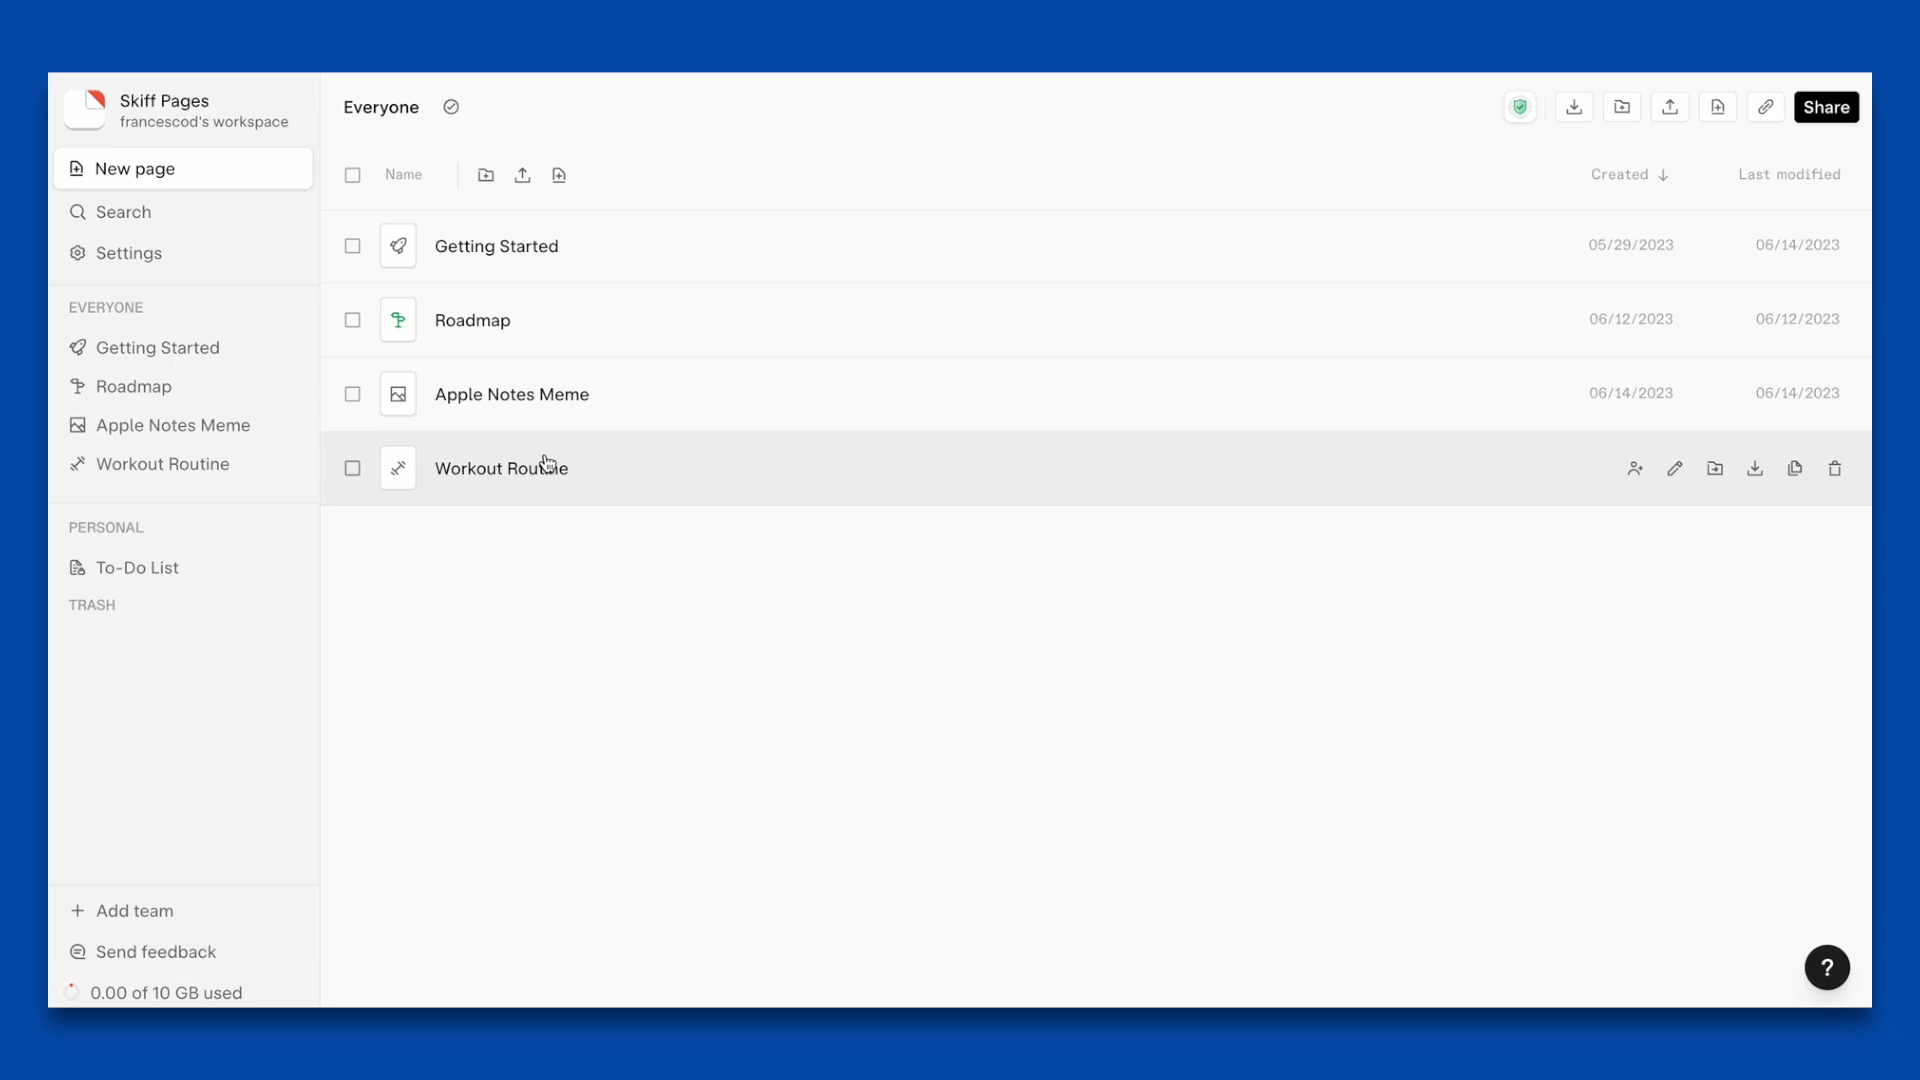 Skiff Pages
francescod's workspace
New page
Search
Settings
EVERYONE
Getting Started
Roadmap
Apple Notes Meme
Workout Routine
PERSONAL
To-Do List
TRASH
Add team
Send feedback
0.00 of 10 GB used
Everyone
Share
Name Created ↓ Last modified
Getting Started 05/29/2023 06/14/2023
Roadmap 06/12/2023 06/12/2023
Apple Notes Meme 06/14/2023 06/14/2023
Workout Routine
?